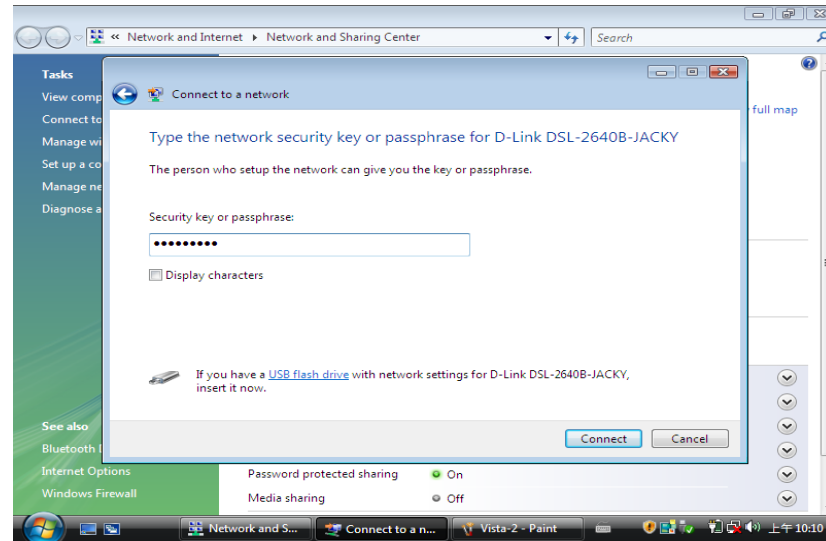 « Network and Internet ▸ Network and Sharing Center
Search
Tasks
View comp
Connect to
Manage wi
Set up a co
Manage ne
Diagnose a
full map
Connect to a network
Type the network security key or passphrase for D-Link DSL-2640B-JACKY
The person who setup the network can give you the key or passphrase.
Security key or passphrase:
•••••••••
Display characters
If you have a USB flash drive with network settings for D-Link DSL-2640B-JACKY,
insert it now.
Connect Cancel
See also
Bluetooth
Internet Options
Windows Firewall
Password protected sharing On
Media sharing Off
Network and S... Connect to a n... Vista-2 - Paint 上午 10:10